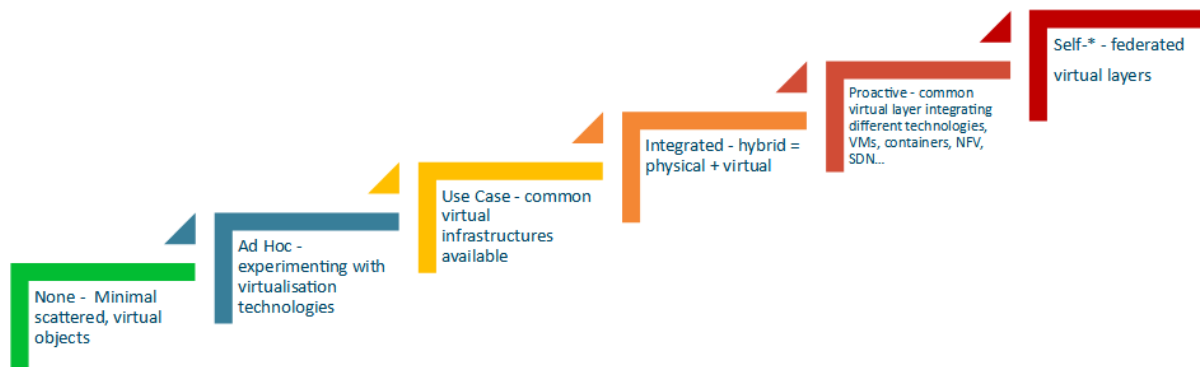 None -  Minimal
scattered, virtual
objects
Ad Hoc -
experimenting with
virtualisation
technologies
Use Case - common
virtual
infrastructures
available
Integrated - hybrid =
physical + virtual
Proactive - common
virtual layer integrating
different technologies,
VMs, containers, NFV,
SDN...
Self-* - federated
virtual layers